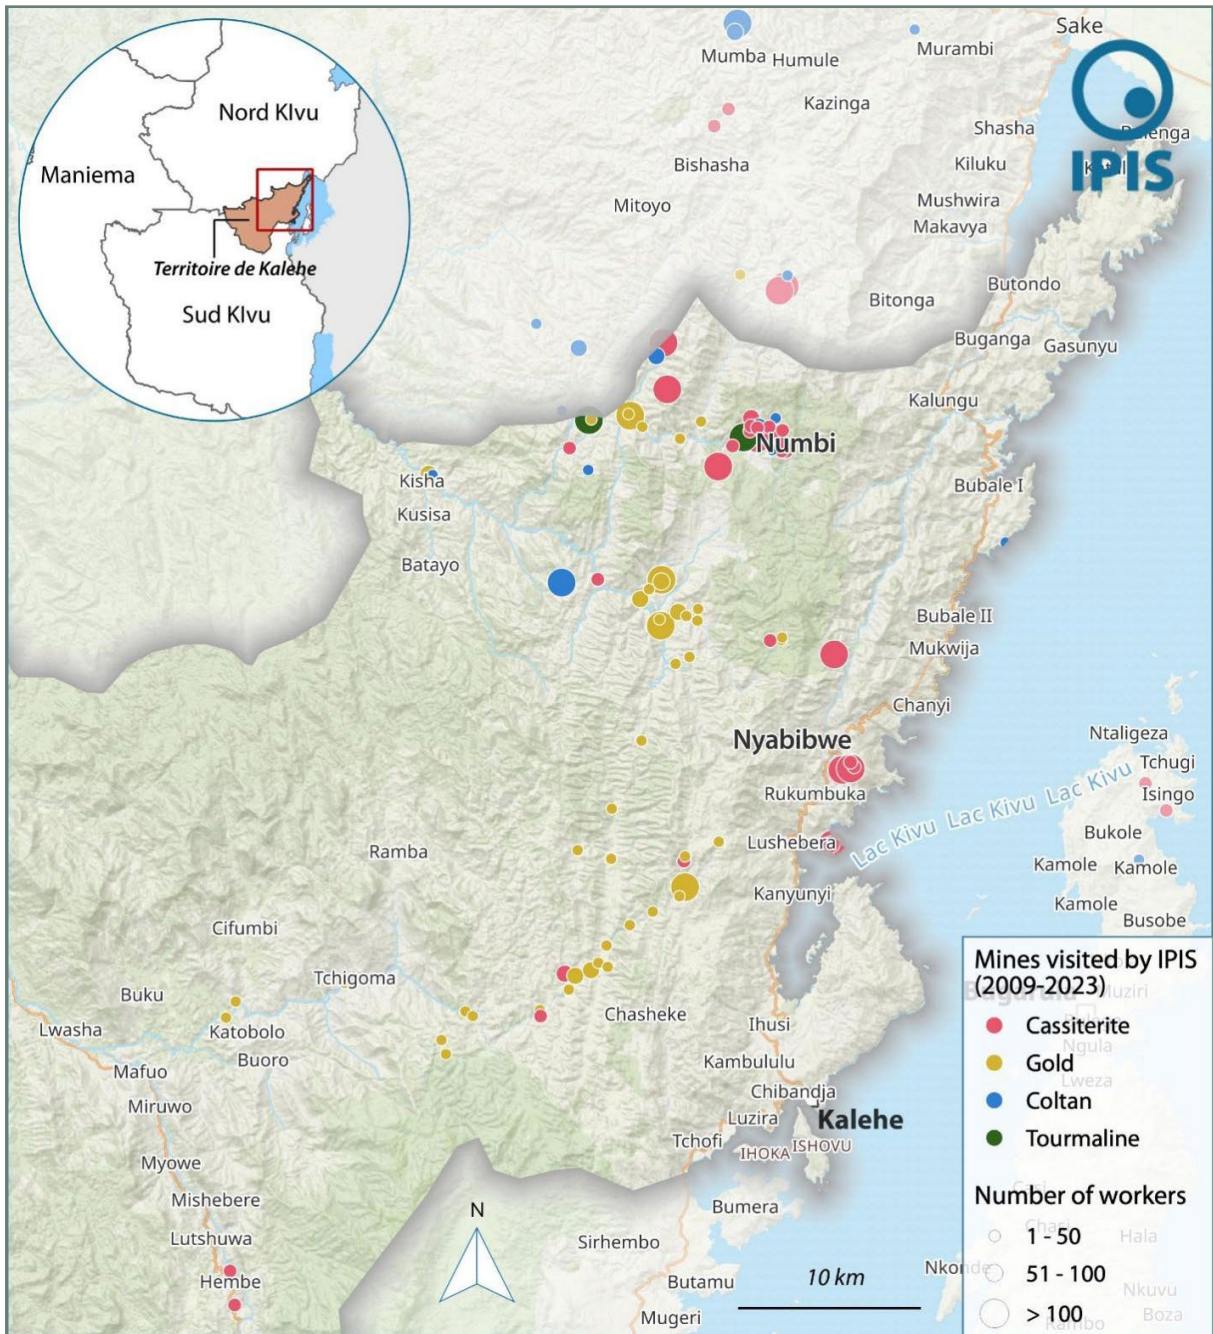 Sake
Mumba
Humule
Murambi
Kazinga
Nord KIvu
Shasha
IPIS
Maniema
Bishasha
Kiluku
Mitoyo
Mushwira
Makavya
Territoire de Kalehe
Sud KIvu
Bitonga
Butondo
Buganga
Gasunyu
Kalungu
Numbi
Kisha
Bubale I
Kusisa
Batayo
Bubale II
Mukwija
Chanyi
Nyabibwe
Ntaligeza
Tchugi
Rukumbuka
Isingo
Lac Kivu Lac Kivu Lac Kivu
Bukole
Lushebera
Ramba
Kamole
Kamole
Kanyunyi
Kamole
Busobe
Cifumbi
Tchigoma
Buku
Lwasha
Katobolo
Chasheke
Ihusi
Buoro
Mafuo
Kambululu
Chibandja
Miruwo
Luzira
Kalehe
Tchofi
IHOKA
ISHOVU
Myowe
Mishebere
Bumera
Lutshuwa
Sirhembo
Hembe
Butamu
Mugeri
N
10 km
Mines visited by IPIS
(2009-2023)
Muziri
Ngula
Lweza
Cassiterite
Gold
Coltan
Tourmaline
Number of workers
1 - 50
51 - 100
> 100
Hala
Nkonde
Nkuvu
Rambo
Boza